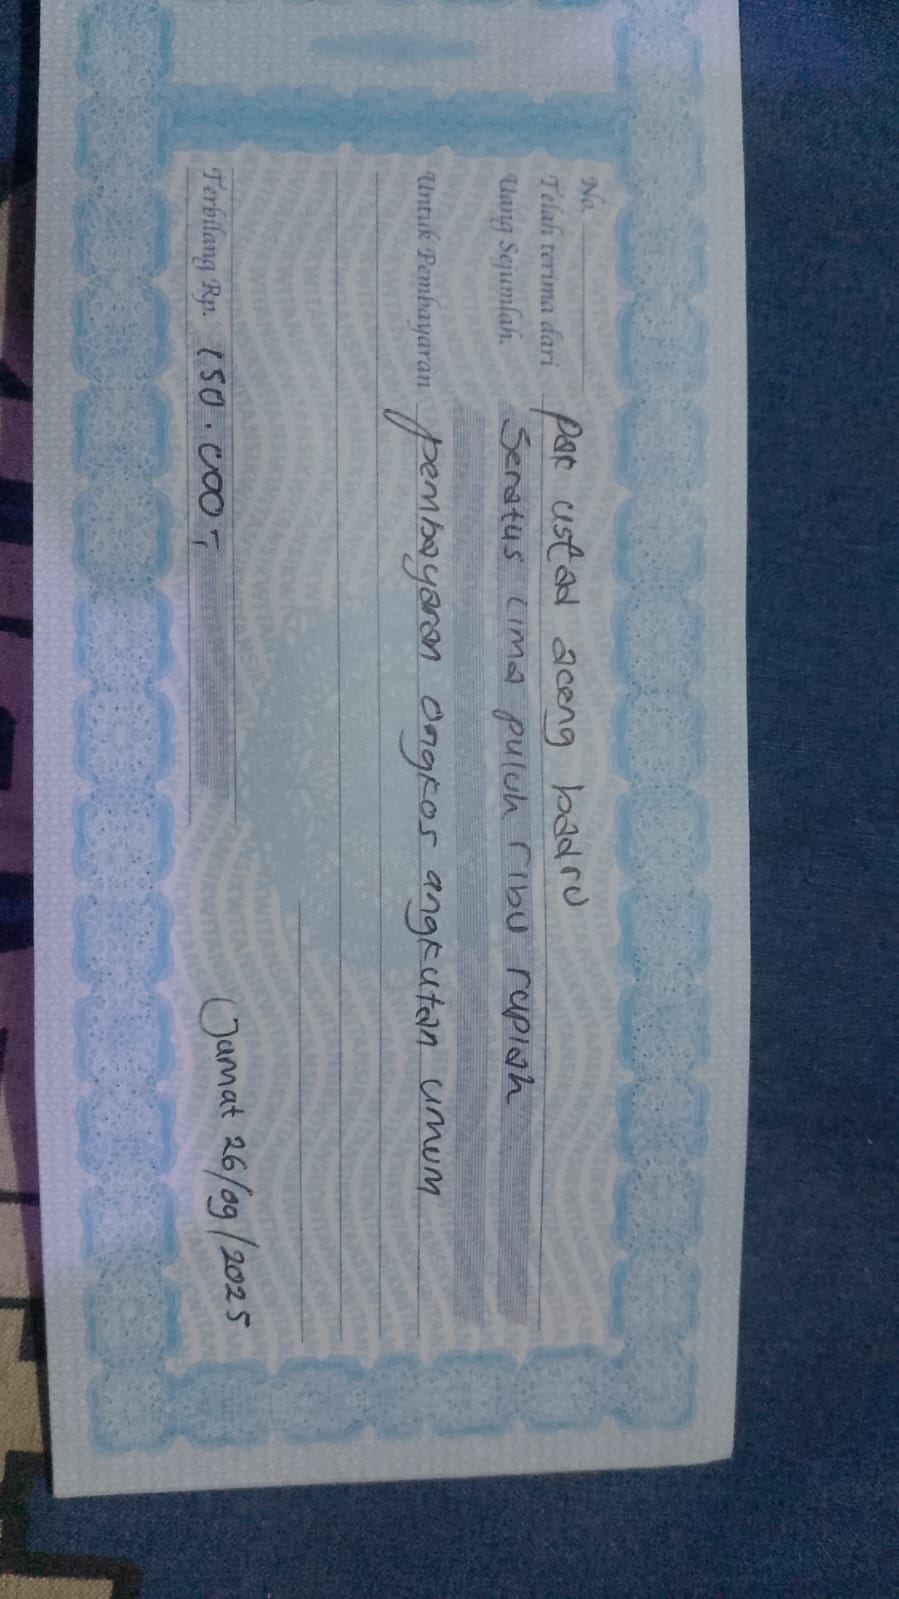 No.
Telah terima dari pak ustad aceng badru
Uang Sejumlah. Seratus lima puluh ribu rupiah
Untuk Pembayaran pembayaran ongkos angkutan umum
Terbilang Rp. 150.000,-
Jumat 26/09/2025